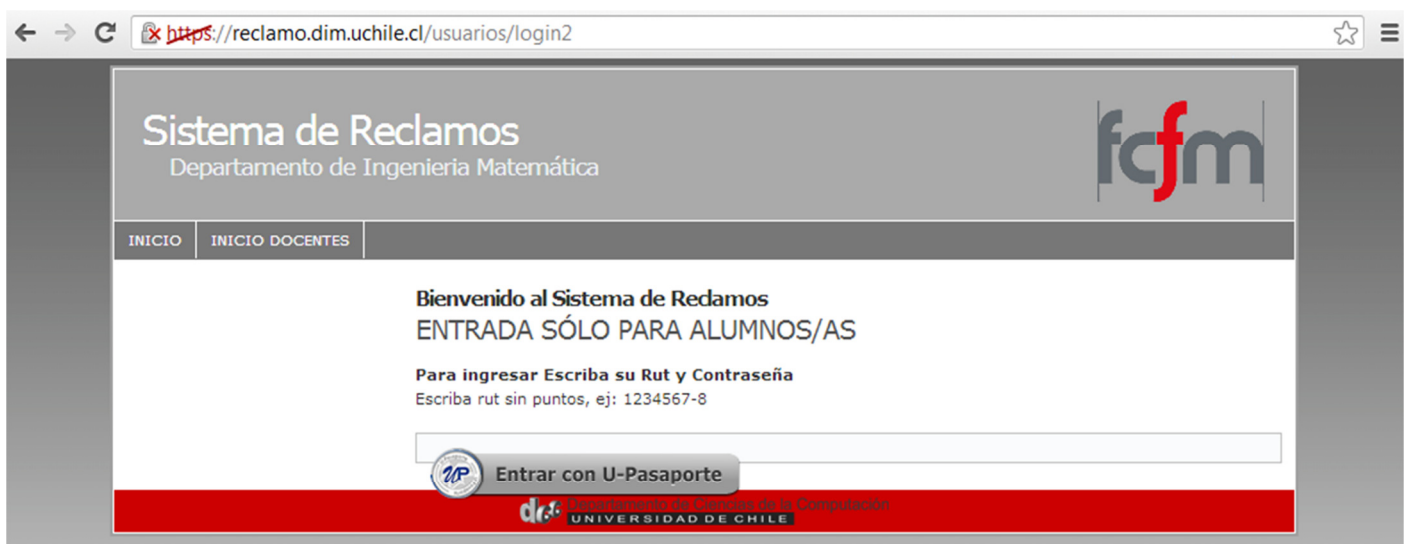 https://reclamo.dim.uchile.cl/usuarios/login2
Sistema de Reclamos
Departamento de Ingenieria Matemática
fcfm
INICIO INICIO DOCENTES
Bienvenido al Sistema de Reclamos
ENTRADA SÓLO PARA ALUMNOS/AS
Para ingresar Escriba su Rut y Contraseña
Escriba rut sin puntos, ej: 1234567-8
UP Entrar con U-Pasaporte
dcc Departamento de Ciencias de la Computación
UNIVERSIDAD DE CHILE